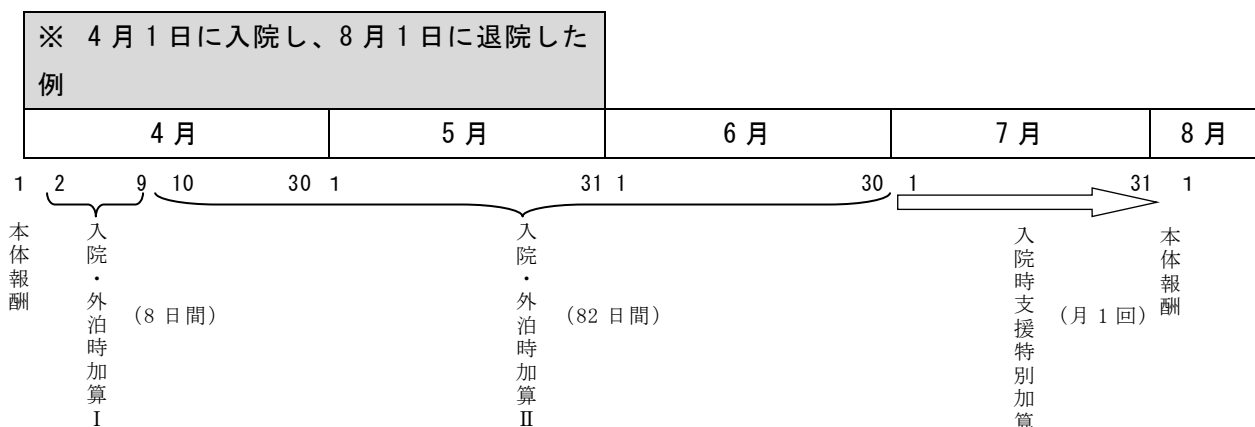 ※ 4月1日に入院し、8月1日に退院した
例
4月 5月 6月 7月 8月
1 2 9 10 30 1 31 1 30 1 31 1
本体報酬
入院・外泊時加算Ⅰ
(8日間)
入院・外泊時加算Ⅱ
(82日間)
入院時支援特別加算
(月1回)
本体報酬